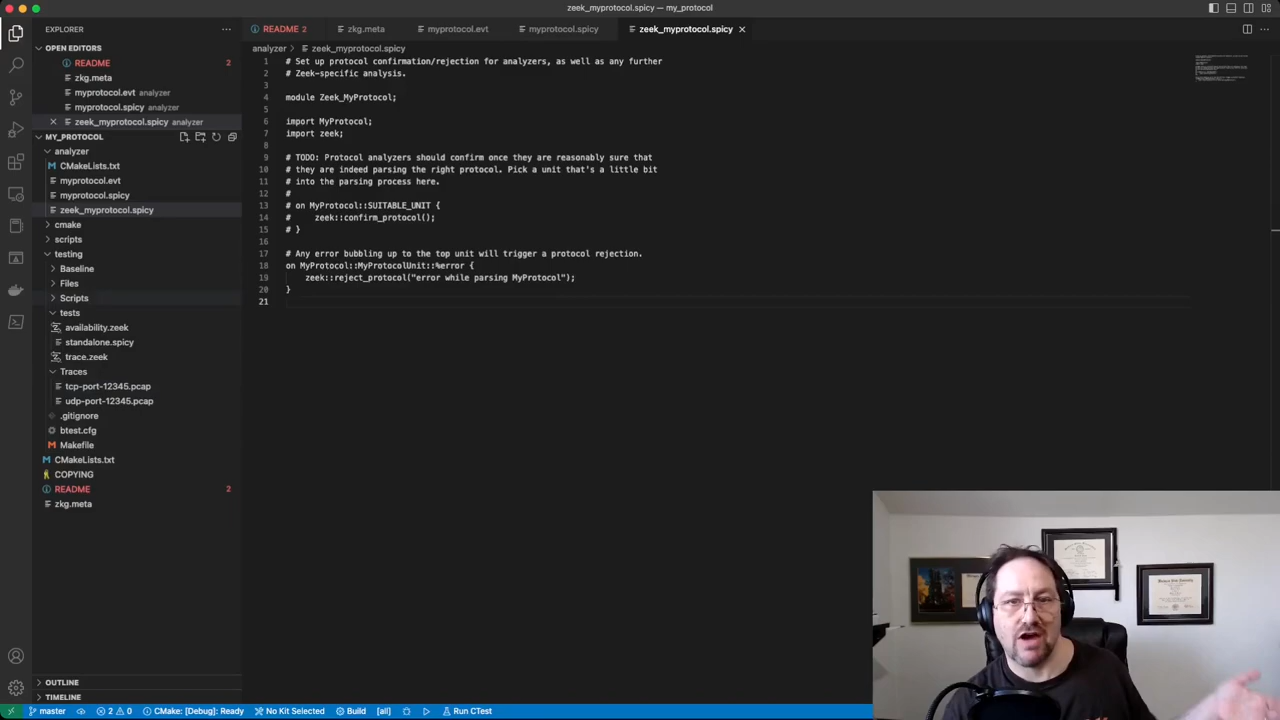 zeek_myprotocol.spicy — my_protocol
EXPLORER
README 2
zkg.meta
myprotocol.evt
myprotocol.spicy
zeek_myprotocol.spicy
OPEN EDITORS
README 2
zkg.meta
myprotocol.evt analyzer
myprotocol.spicy analyzer
zeek_myprotocol.spicy analyzer
MY_PROTOCOL
analyzer
CMakeLists.txt
myprotocol.evt
myprotocol.spicy
zeek_myprotocol.spicy
cmake
scripts
testing
Baseline
Files
Scripts
tests
availability.zeek
standalone.spicy
trace.zeek
Traces
tcp-port-12345.pcap
udp-port-12345.pcap
.gitignore
btest.cfg
Makefile
CMakeLists.txt
COPYING
README 2
zkg.meta
OUTLINE
TIMELINE
analyzer > zeek_myprotocol.spicy
1 # Set up protocol confirmation/rejection for analyzers, as well as any further
2 # Zeek-specific analysis.
3
4 module Zeek_MyProtocol;
5
6 import MyProtocol;
7 import zeek;
8
9 # TODO: Protocol analyzers should confirm once they are reasonably sure that
10 # they are indeed parsing the right protocol. Pick a unit that's a little bit
11 # into the parsing process here.
12 #
13 # on MyProtocol::SUITABLE_UNIT {
14 #     zeek::confirm_protocol();
15 # }
16
17 # Any error bubbling up to the top unit will trigger a protocol rejection.
18 on MyProtocol::MyProtocolUnit::%error {
19     zeek::reject_protocol("error while parsing MyProtocol");
20 }
21
master
2 0
CMake: [Debug]: Ready
No Kit Selected
Build
[all]
Run CTest